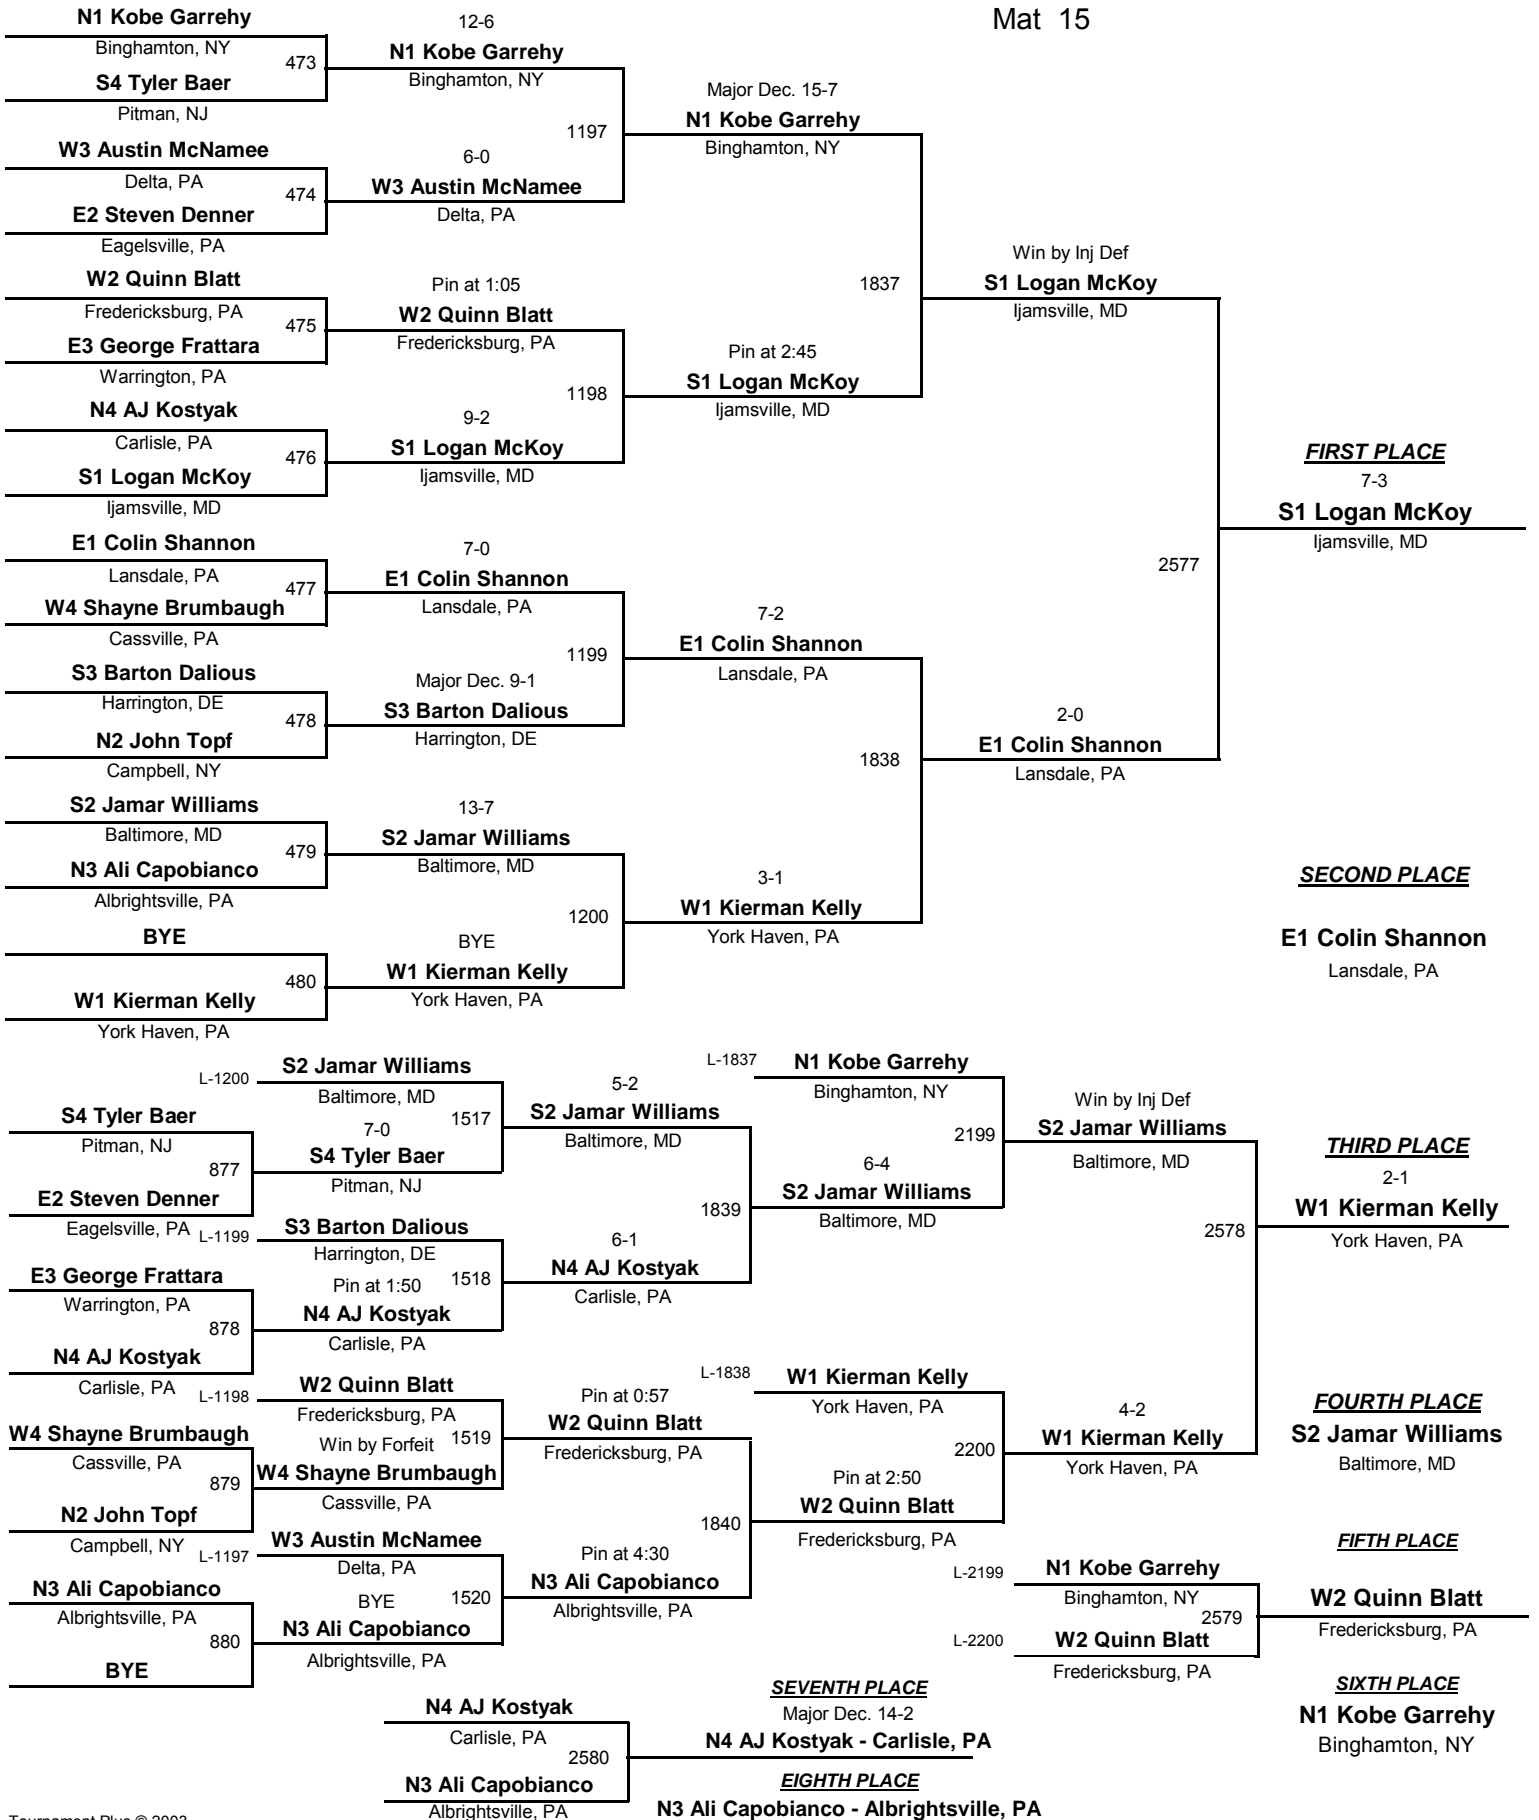 Mat 15
N1 Kobe Garrehy
Binghamton, NY
473
S4 Tyler Baer
Pitman, NJ
W3 Austin McNamee
Delta, PA
474
E2 Steven Denner
Eagelsville, PA
W2 Quinn Blatt
Fredericksburg, PA
475
E3 George Frattara
Warrington, PA
N4 AJ Kostyak
Carlisle, PA
476
S1 Logan McKoy
Ijamsville, MD
E1 Colin Shannon
Lansdale, PA
477
W4 Shayne Brumbaugh
Cassville, PA
S3 Barton Dalious
Harrington, DE
478
N2 John Topf
Campbell, NY
S2 Jamar Williams
Baltimore, MD
479
N3 Ali Capobianco
Albrightsville, PA
BYE
480
W1 Kierman Kelly
York Haven, PA
12-6
N1 Kobe Garrehy
Binghamton, NY
1197
6-0
W3 Austin McNamee
Delta, PA
Pin at 1:05
W2 Quinn Blatt
Fredericksburg, PA
1198
9-2
S1 Logan McKoy
Ijamsville, MD
7-0
E1 Colin Shannon
Lansdale, PA
1199
Major Dec. 9-1
S3 Barton Dalious
Harrington, DE
13-7
S2 Jamar Williams
Baltimore, MD
1200
BYE
W1 Kierman Kelly
York Haven, PA
Major Dec. 15-7
N1 Kobe Garrehy
Binghamton, NY
1837
Pin at 2:45
S1 Logan McKoy
Ijamsville, MD
7-2
E1 Colin Shannon
Lansdale, PA
1838
3-1
W1 Kierman Kelly
York Haven, PA
Win by Inj Def
S1 Logan McKoy
Ijamsville, MD
2577
2-0
E1 Colin Shannon
Lansdale, PA
FIRST PLACE
7-3
S1 Logan McKoy
Ijamsville, MD
SECOND PLACE
E1 Colin Shannon
Lansdale, PA
S4 Tyler Baer
Pitman, NJ
877
E2 Steven Denner
Eagelsville, PA
E3 George Frattara
Warrington, PA
878
N4 AJ Kostyak
Carlisle, PA
W4 Shayne Brumbaugh
Cassville, PA
879
N2 John Topf
Campbell, NY
N3 Ali Capobianco
Albrightsville, PA
880
BYE
L-1200
S2 Jamar Williams
Baltimore, MD
1517
7-0
S4 Tyler Baer
Pitman, NJ
L-1199
S3 Barton Dalious
Harrington, DE
1518
Pin at 1:50
N4 AJ Kostyak
Carlisle, PA
L-1198
W2 Quinn Blatt
Fredericksburg, PA
1519
Win by Forfeit
W4 Shayne Brumbaugh
Cassville, PA
L-1197
W3 Austin McNamee
Delta, PA
1520
BYE
N3 Ali Capobianco
Albrightsville, PA
5-2
S2 Jamar Williams
Baltimore, MD
1839
6-1
N4 AJ Kostyak
Carlisle, PA
Pin at 0:57
W2 Quinn Blatt
Fredericksburg, PA
1840
Pin at 4:30
N3 Ali Capobianco
Albrightsville, PA
L-1837
N1 Kobe Garrehy
Binghamton, NY
2199
6-4
S2 Jamar Williams
Baltimore, MD
L-1838
W1 Kierman Kelly
York Haven, PA
2200
Pin at 2:50
W2 Quinn Blatt
Fredericksburg, PA
Win by Inj Def
S2 Jamar Williams
Baltimore, MD
2578
4-2
W1 Kierman Kelly
York Haven, PA
THIRD PLACE
2-1
W1 Kierman Kelly
York Haven, PA
FOURTH PLACE
S2 Jamar Williams
Baltimore, MD
L-2199
N1 Kobe Garrehy
Binghamton, NY
2579
L-2200
W2 Quinn Blatt
Fredericksburg, PA
FIFTH PLACE
W2 Quinn Blatt
Fredericksburg, PA
SIXTH PLACE
N1 Kobe Garrehy
Binghamton, NY
N4 AJ Kostyak
Carlisle, PA
2580
N3 Ali Capobianco
Albrightsville, PA
SEVENTH PLACE
Major Dec. 14-2
N4 AJ Kostyak - Carlisle, PA
EIGHTH PLACE
N3 Ali Capobianco - Albrightsville, PA
Tournament Plus © 2003